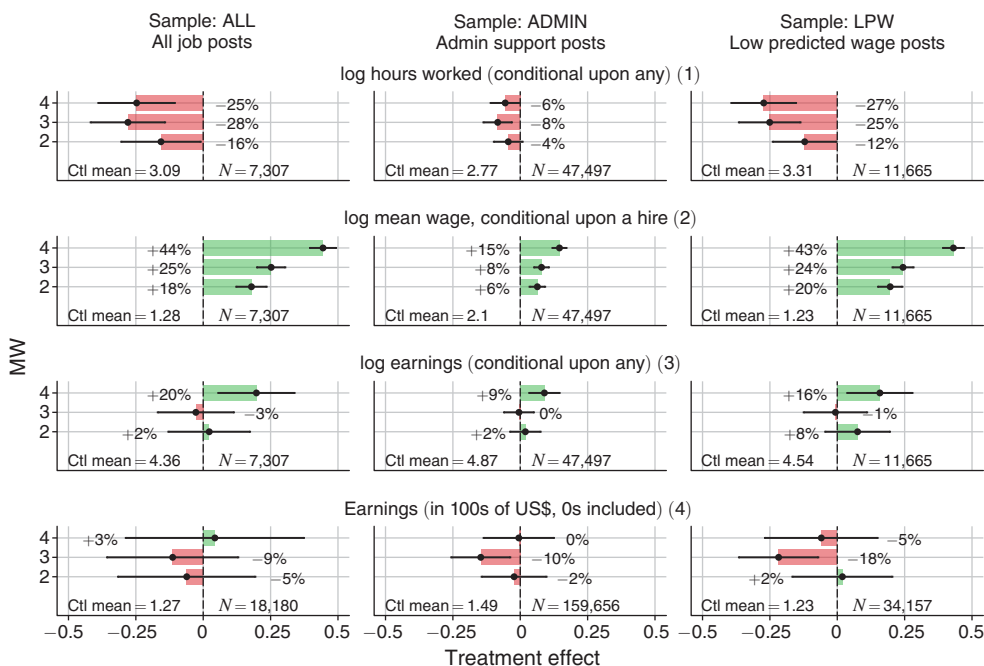 Sample: ALL
All job posts
Sample: ADMIN
Admin support posts
Sample: LPW
Low predicted wage posts
log hours worked (conditional upon any) (1)
4 −25% −6% −27%
3 −28% −8% −25%
2 −16% −4% −12%
Ctl mean = 3.09 N = 7,307 Ctl mean = 2.77 N = 47,497 Ctl mean = 3.31 N = 11,665
log mean wage, conditional upon a hire (2)
4 +44% +15% +43%
3 +25% +8% +24%
2 +18% +6% +20%
Ctl mean = 1.28 N = 7,307 Ctl mean = 2.1 N = 47,497 Ctl mean = 1.23 N = 11,665
MW
log earnings (conditional upon any) (3)
4 +20% +9% +16%
3 −3% 0% −1%
2 +2% +2% +8%
Ctl mean = 4.36 N = 7,307 Ctl mean = 4.87 N = 47,497 Ctl mean = 4.54 N = 11,665
Earnings (in 100s of US$, 0s included) (4)
4 +3% 0% −5%
3 −9% −10% −18%
2 −5% −2% +2%
Ctl mean = 1.27 N = 18,180 Ctl mean = 1.49 N = 159,656 Ctl mean = 1.23 N = 34,157
−0.5 −0.25 0 0.25 0.5 −0.5 −0.25 0 0.25 0.5 −0.5 −0.25 0 0.25 0.5
Treatment effect